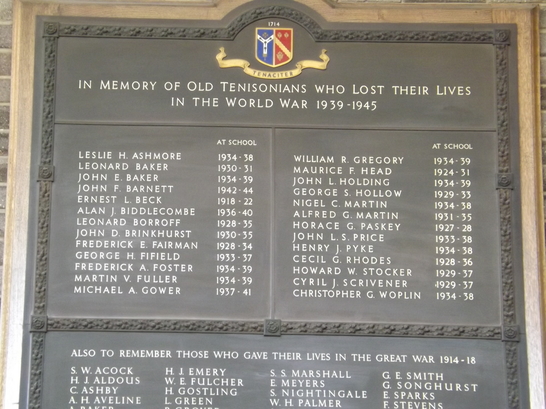 1714
TENACITER
IN MEMORY OF OLD TENISONIANS WHO LOST THEIR LIVES
IN THE WORLD WAR 1939-1945
AT SCHOOL
LESLIE H. ASHMORE 1934-38
LEONARD BAKER 1930-31
JOHN E. BAKER 1934-39
JOHN F. BARNETT 1942-44
ERNEST L. BECK 1918-22
ALAN J. BIDDLECOMBE 1936-40
LEONARD BORROFF 1928-35
JOHN D. BRINKHURST 1930-35
FREDERICK E. FAIRMAN 1928-34
GEORGE H. FIFIELD 1933-37
FREDERICK A. FOSTER 1934-39
MARTIN V. FULLER 1934-39
MICHAEL A. GOWER 1937-41
AT SCHOOL
WILLIAM R. GREGORY 1934-39
MAURICE F. HEAD 1924-31
JOHN L. HOLDING 1934-39
GEORGE S. HOLLOW 1929-33
NIGEL C. MARTIN 1934-38
ALFRED G. MARTIN 1931-35
HORACE G. PASKEY 1927-28
JOHN L. S. PRICE 1933-38
HENRY J. PYKE 1934-38
CECIL G. RHODES 1928-36
HOWARD W. STOCKER 1929-37
CYRIL J. SCRIVENER 1929-37
CHRISTOPHER G. WOPLIN 1934-38
ALSO TO REMEMBER THOSE WHO GAVE THEIR LIVES IN THE GREAT WAR 1914-18
S. W. ACOCK
H. J. ALDOUS
C. ASHBY
A. H. AVELINE
BAKER
H. J. EMERY
W. E. FULCHER
H. GOSTLING
L GREEN
S. S. MARSHALL
E. MEYERS
S. NIGHTINGALE
W. H. PALMER
G. E. SMITH
G. SONGHURST
E. SPARKS
F. STEVENS